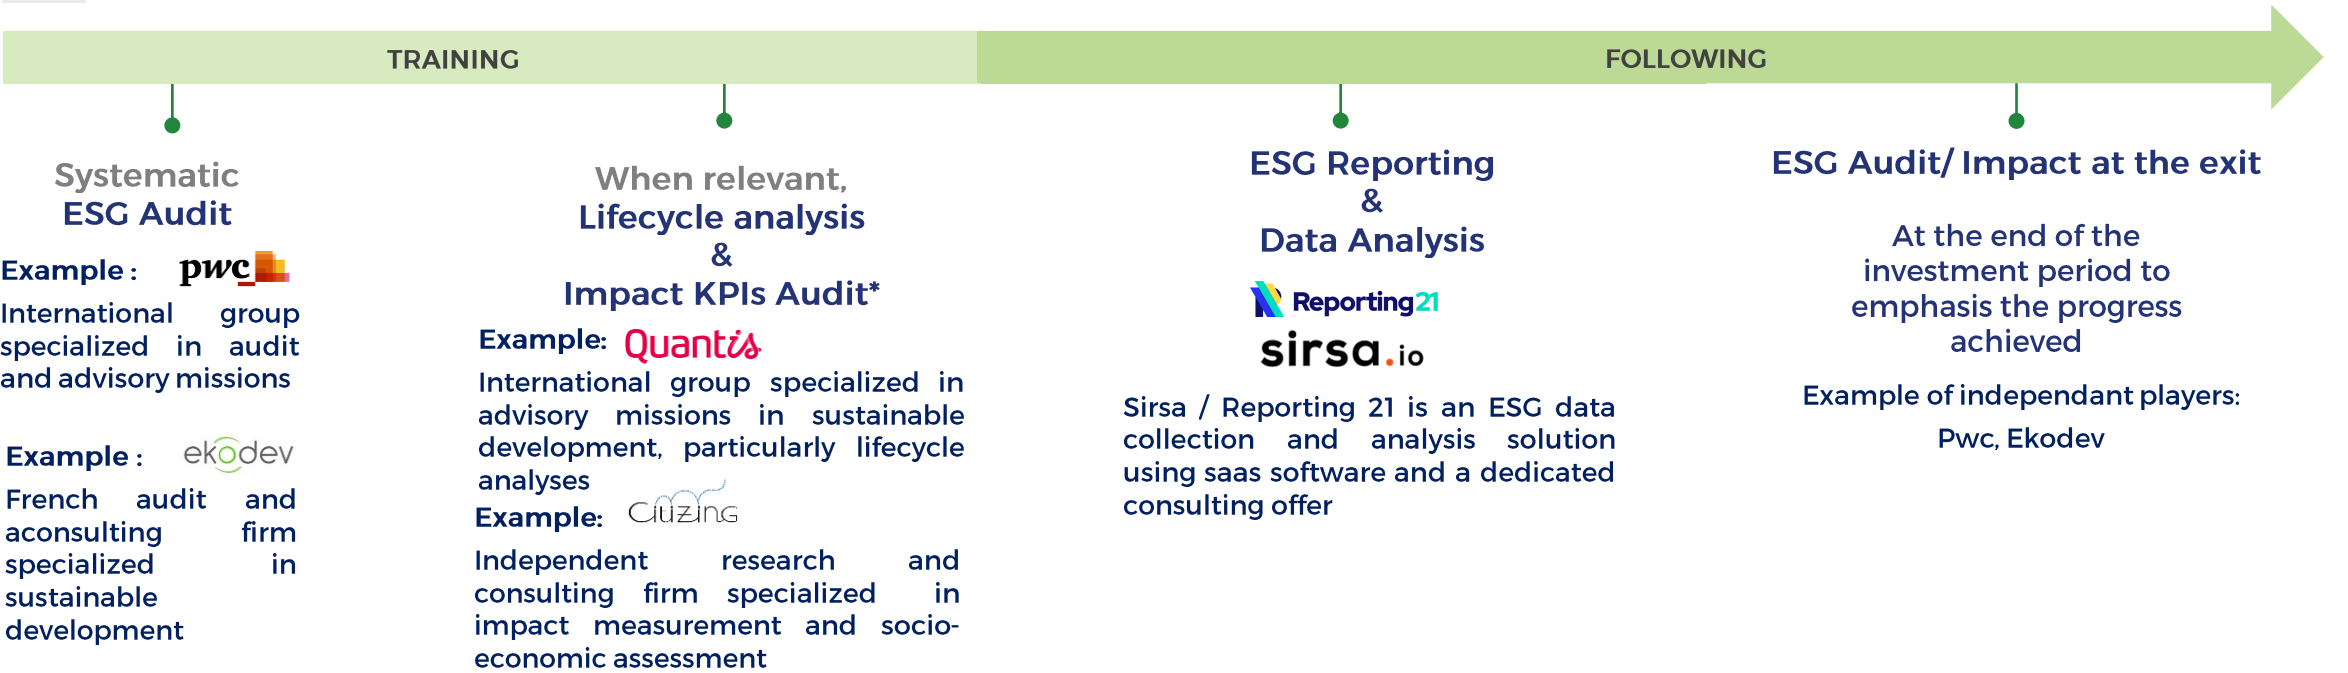 TRAINING
FOLLOWING
Systematic
ESG Audit
Example :
pwc
International group
specialized in audit
and advisory missions
Example :
ekodev
French audit and
aconsulting firm
specialized in
sustainable
development
When relevant,
Lifecycle analysis
&
Impact KPIs Audit*
Example:
Quantis
International group specialized in
advisory missions in sustainable
development, particularly lifecycle
analyses
Example:
CITIZING
Independent research and
consulting firm specialized in
impact measurement and socio-
economic assessment
ESG Reporting
&
Data Analysis
Reporting21
sirsa.io
Sirsa / Reporting 21 is an ESG data
collection and analysis solution
using saas software and a dedicated
consulting offer
ESG Audit/ Impact at the exit
At the end of the
investment period to
emphasis the progress
achieved
Example of independant players:
Pwc, Ekodev